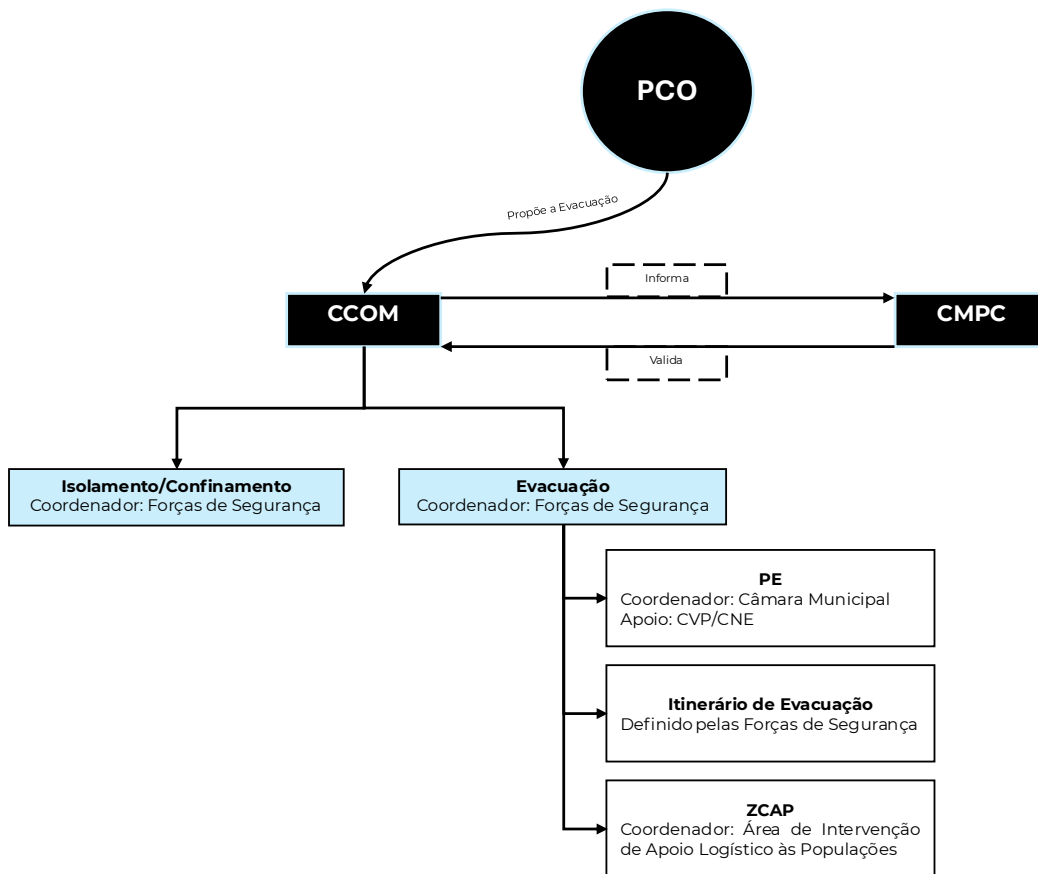 PCO
Propõe a Evacuação
Informa
CCOM
CMPC
Valida
Isolamento/Confinamento
Coordenador: Forças de Segurança
Evacuação
Coordenador: Forças de Segurança
PE
Coordenador: Câmara Municipal
Apoio: CVP/CNE
Itinerário de Evacuação
Definido pelas Forças de Segurança
ZCAP
Coordenador: Área de Intervenção
de Apoio Logístico às Populações